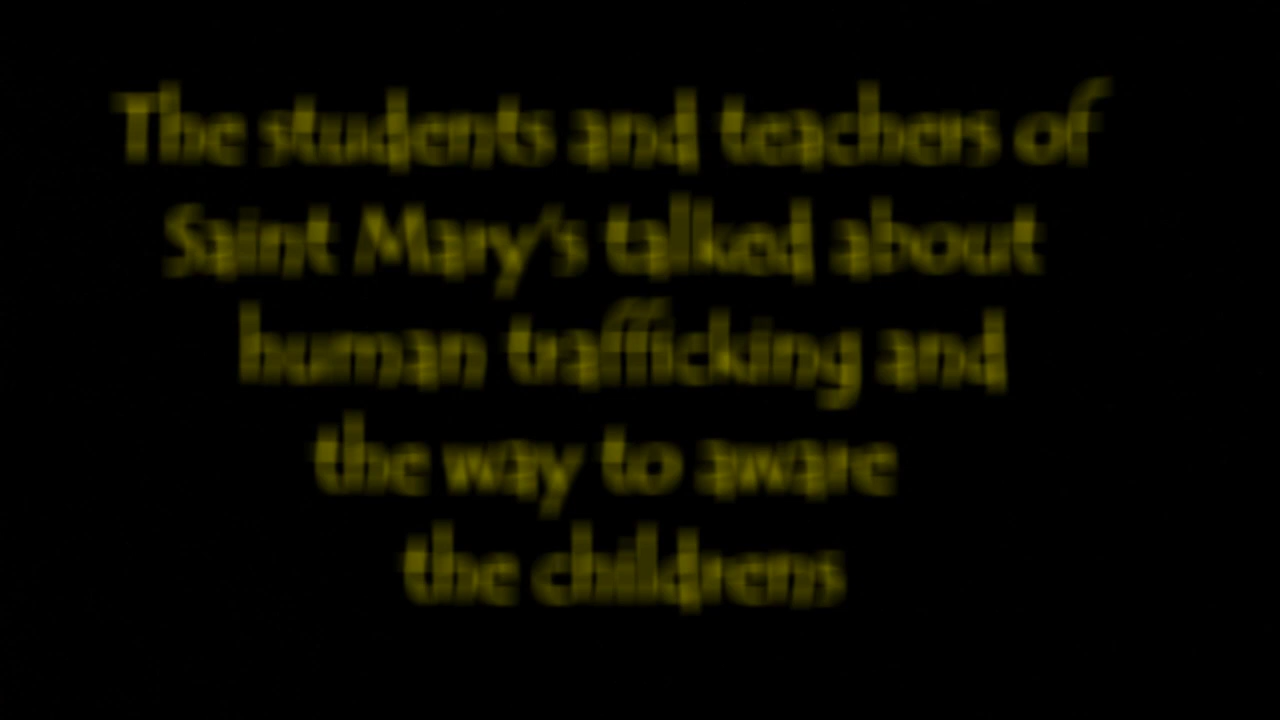 The students and teachers of
Saint Mary's talked about
human trafficking and
the way to aware
the childrens